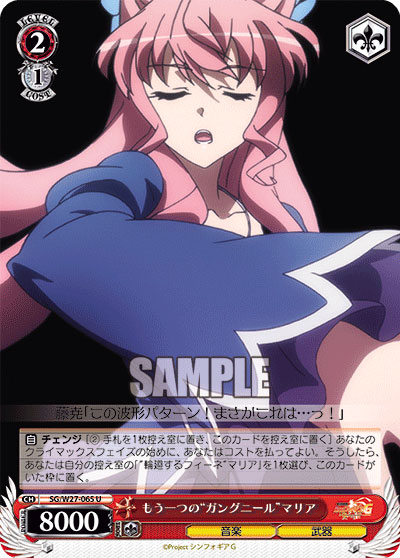 LEVEL
2
1
COST
SAMPLE
藤尭「この波形パターン！まさかこれは…っ！」
チェンジ［② 手札を1枚控え室に置き、このカードを控え室に置く］ あなたの
クライマックスフェイズの始めに、あなたはコストを払ってよい。そうしたら、
あなたは自分の控え室の「“輪廻するフィーネ”マリア」を1枚選び、このカードが
いた枠に置く。
CH SG/W27-065 U
もう一つの“ガングニール”マリア
8000
音楽
武器
©Project シンフォギアG